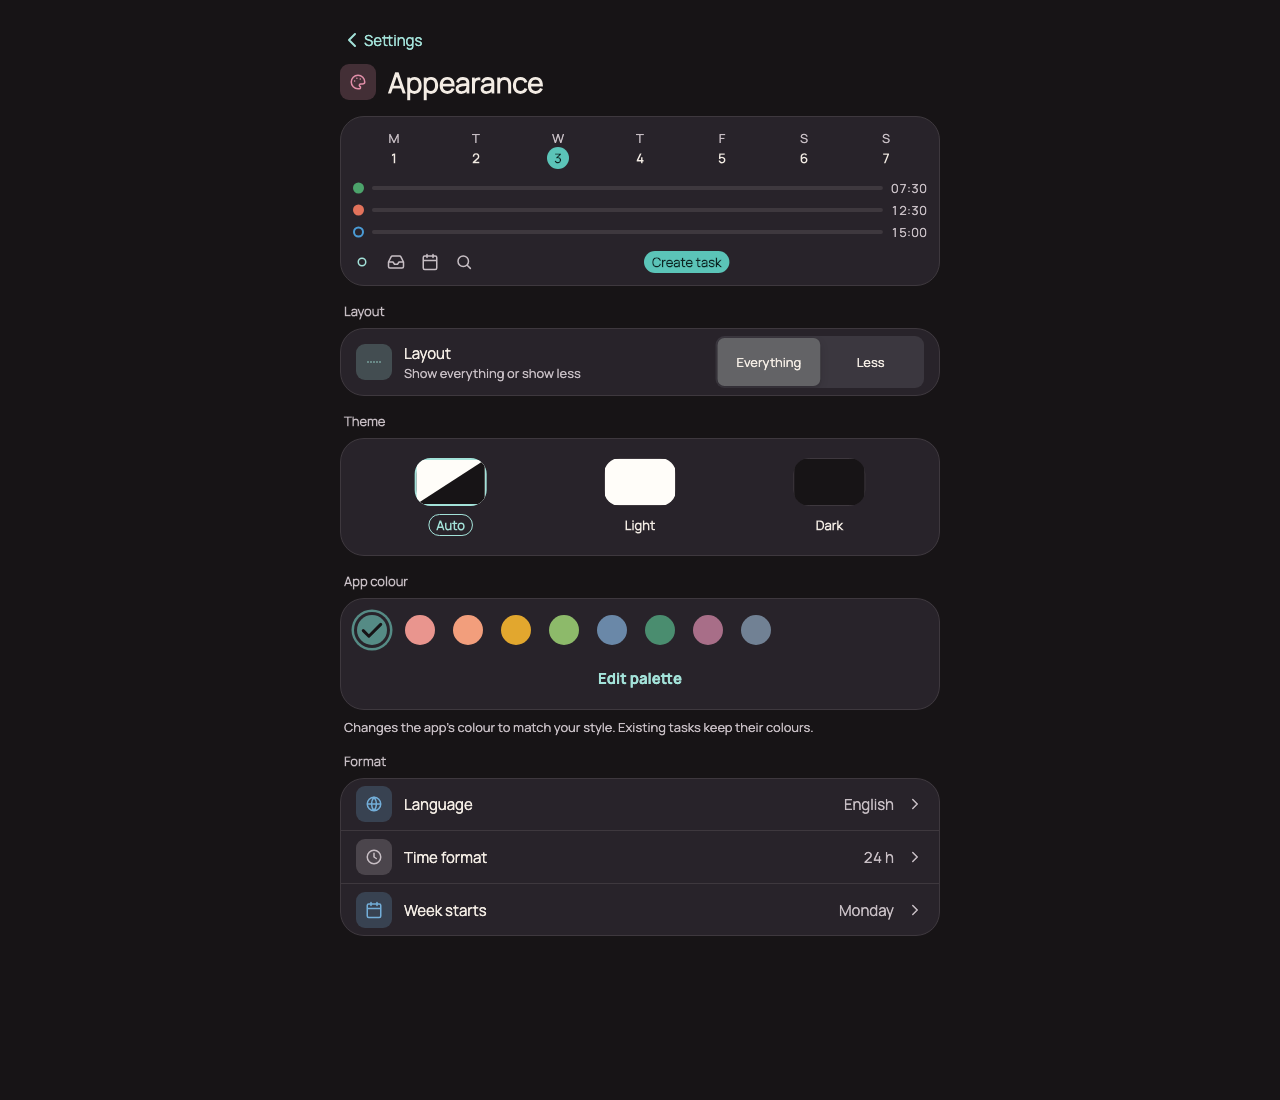 Settings
Appearance
M T W T F S S
1 2 3 4 5 6 7
07:30
12:30
15:00
Create task
Layout
Layout
Show everything or show less
Everything Less
Theme
Auto Light Dark
App colour
Edit palette
Changes the app's colour to match your style. Existing tasks keep their colours.
Format
Language English
Time format 24 h
Week starts Monday